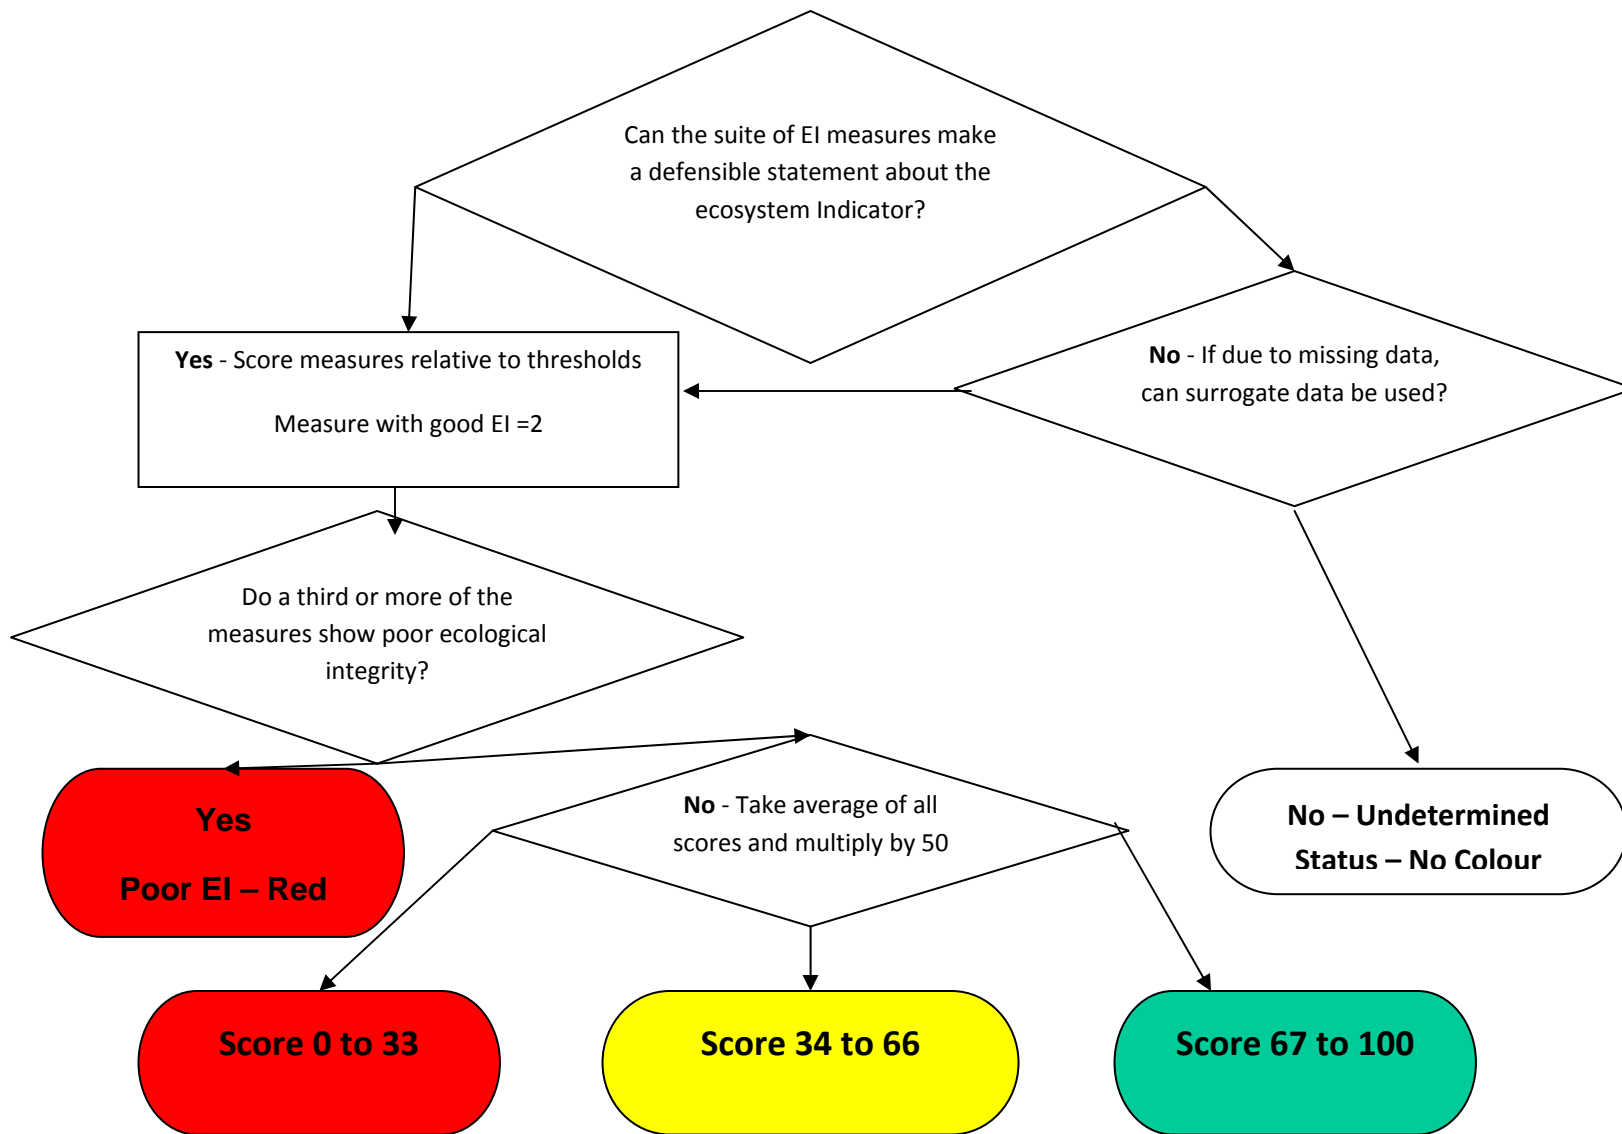 Can the suite of EI measures make
a defensible statement about the
ecosystem Indicator?
Yes - Score measures relative to thresholds
Measure with good EI =2
No - If due to missing data,
can surrogate data be used?
Do a third or more of the
measures show poor ecological
integrity?
Yes
Poor EI – Red
No - Take average of all
scores and multiply by 50
No – Undetermined
Status – No Colour
Score 0 to 33
Score 34 to 66
Score 67 to 100